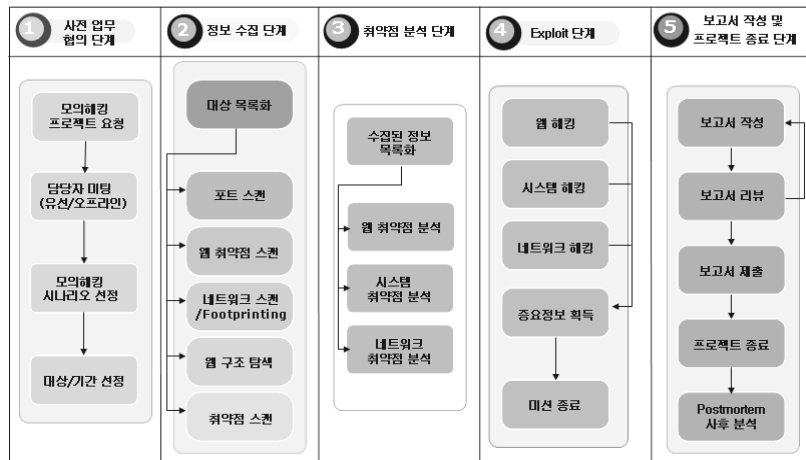 1 사전 업무
협의 단계
모의해킹
프로젝트 요청
담당자 미팅
(유선/오프라인)
모의해킹
시나리오 선정
대상/기간 선정
2 정보 수집 단계
대상 목록화
포트 스캔
웹 취약점 스캔
네트워크 스캔
/Footprinting
웹 구조 탐색
취약점 스캔
3 취약점 분석 단계
수집된 정보
목록화
웹 취약점 분석
시스템
취약점 분석
네트워크
취약점 분석
4 Exploit 단계
웹 해킹
시스템 해킹
네트워크 해킹
중요정보 획득
미션 종료
5 보고서 작성 및
프로젝트 종료 단계
보고서 작성
보고서 리뷰
보고서 제출
프로젝트 종료
Postmortem
사후 분석